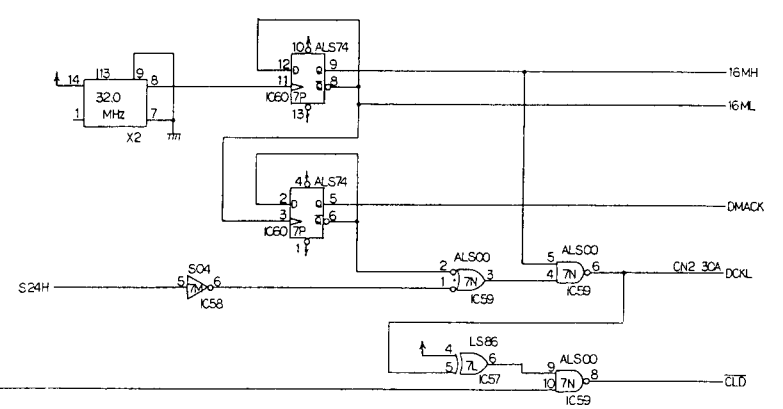 10 ALS74
12 D Q 9
11 Q 8
IC60 7P
13
14 13 9
32.0 8
MHz
1 7
X2
16MH
16ML
4 ALS74
2 D Q 5
3 Q 6
IC60 7P
1
DMACK
ALS00
2 3
1 7N
IC59
ALS00
5 6
4 7N
IC59
CN2 30A
DCKL
S04
S24H
5 7M 6
IC58
LS86
4 6
5 7L
IC57
ALS00
9 8
10 7N
IC59
CLD